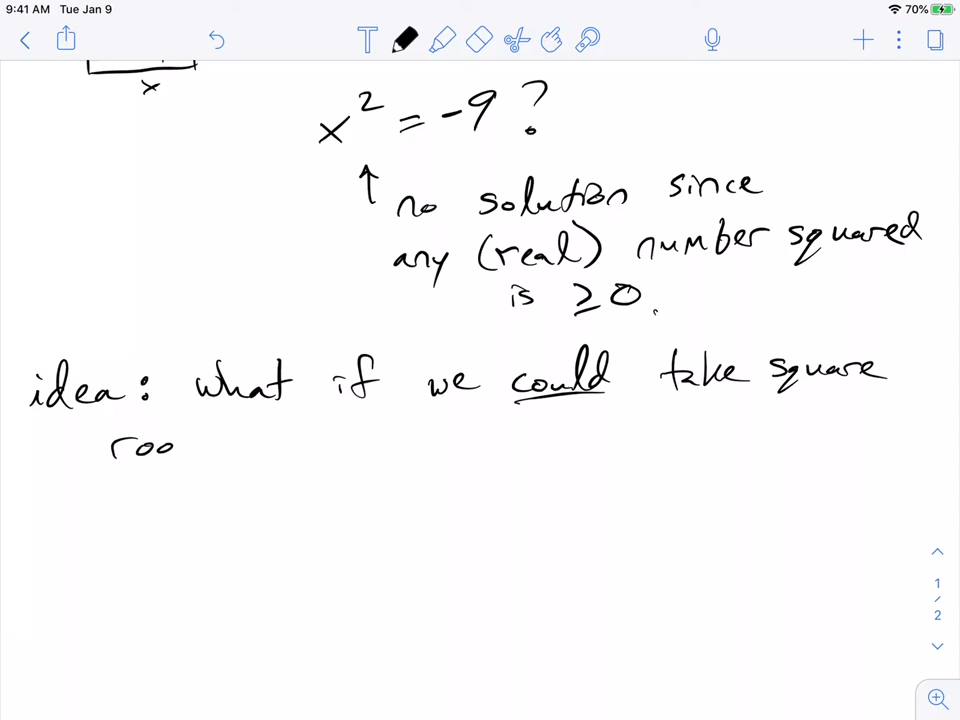 9:41 AM Tue Jan 9 70%
T
x
x² = -9 ?
↑ no solution since
any (real) number squared
is ≥0.
idea: what if we could take square
roo
1
/
2